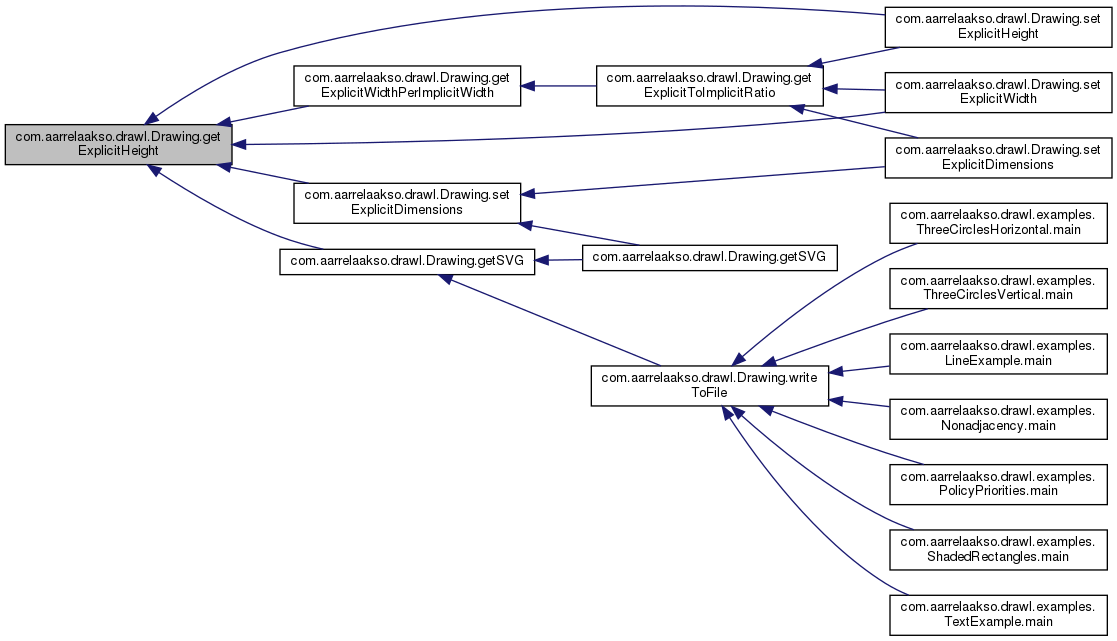 com.aarrelaakso.drawl.Drawing.get
ExplicitHeight
com.aarrelaakso.drawl.Drawing.get
ExplicitWidthPerImplicitWidth
com.aarrelaakso.drawl.Drawing.set
ExplicitDimensions
com.aarrelaakso.drawl.Drawing.getSVG
com.aarrelaakso.drawl.Drawing.get
ExplicitToImplicitRatio
com.aarrelaakso.drawl.Drawing.getSVG
com.aarrelaakso.drawl.Drawing.write
ToFile
com.aarrelaakso.drawl.Drawing.set
ExplicitHeight
com.aarrelaakso.drawl.Drawing.set
ExplicitWidth
com.aarrelaakso.drawl.Drawing.set
ExplicitDimensions
com.aarrelaakso.drawl.examples.
ThreeCirclesHorizontal.main
com.aarrelaakso.drawl.examples.
ThreeCirclesVertical.main
com.aarrelaakso.drawl.examples.
LineExample.main
com.aarrelaakso.drawl.examples.
Nonadjacency.main
com.aarrelaakso.drawl.examples.
PolicyPriorities.main
com.aarrelaakso.drawl.examples.
ShadedRectangles.main
com.aarrelaakso.drawl.examples.
TextExample.main